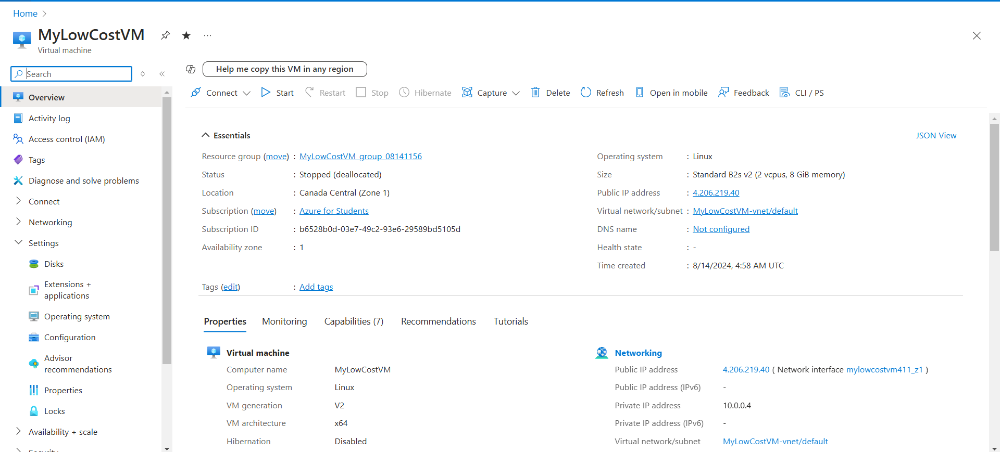 Home
MyLowCostVM
Virtual machine
Search
Help me copy this VM in any region
Connect Start Restart Stop Hibernate Capture Delete Refresh Open in mobile Feedback CLI / PS
Overview
Activity log
Access control (IAM)
Tags
Diagnose and solve problems
Connect
Networking
Settings
Disks
Extensions +
applications
Operating system
Configuration
Advisor
recommendations
Properties
Locks
Availability + scale
Security
Essentials
JSON View
Resource group (move) : MyLowCostVM_group_08141156
Status : Stopped (deallocated)
Location : Canada Central (Zone 1)
Subscription (move) : Azure for Students
Subscription ID : b6528b0d-03e7-49c2-93e6-29589bd5105d
Availability zone : 1
Operating system : Linux
Size : Standard B2s v2 (2 vcpus, 8 GiB memory)
Public IP address : 4.206.219.40
Virtual network/subnet : MyLowCostVM-vnet/default
DNS name : Not configured
Health state : -
Time created : 8/14/2024, 4:58 AM UTC
Tags (edit) : Add tags
Properties Monitoring Capabilities (7) Recommendations Tutorials
Virtual machine
Computer name MyLowCostVM
Operating system Linux
VM generation V2
VM architecture x64
Hibernation Disabled
Networking
Public IP address 4.206.219.40 ( Network interface mylowcostvm411_z1 )
Public IP address (IPv6) -
Private IP address 10.0.0.4
Private IP address (IPv6) -
Virtual network/subnet MyLowCostVM-vnet/default